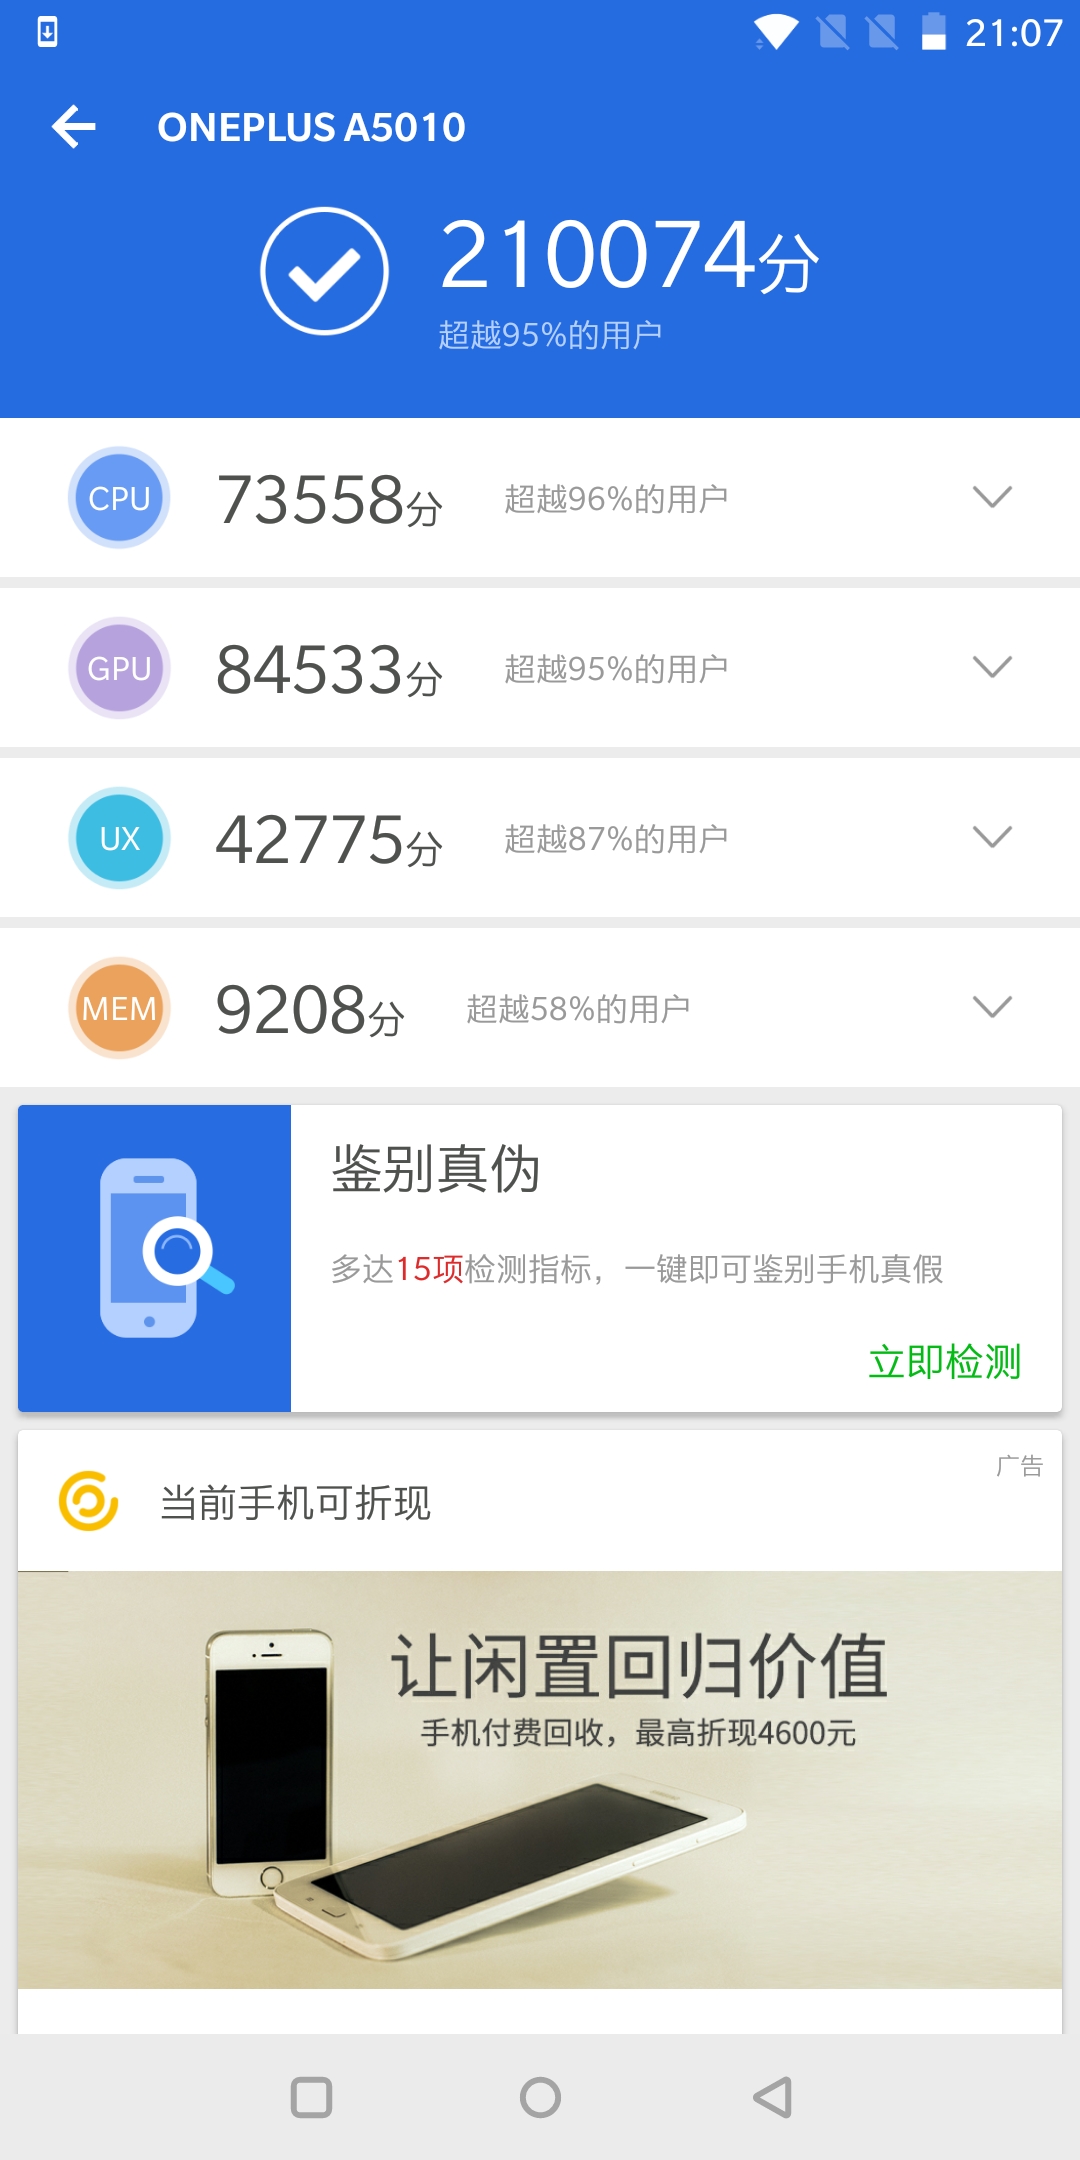 21:07
ONEPLUS A5010
210074分
超越95%的用户
CPU 73558分 超越96%的用户
GPU 84533分 超越95%的用户
UX 42775分 超越87%的用户
MEM 9208分 超越58%的用户
鉴别真伪
多达15项检测指标，一键即可鉴别手机真假
立即检测
广告
当前手机可折现
让闲置回归价值
手机付费回收，最高折现4600元